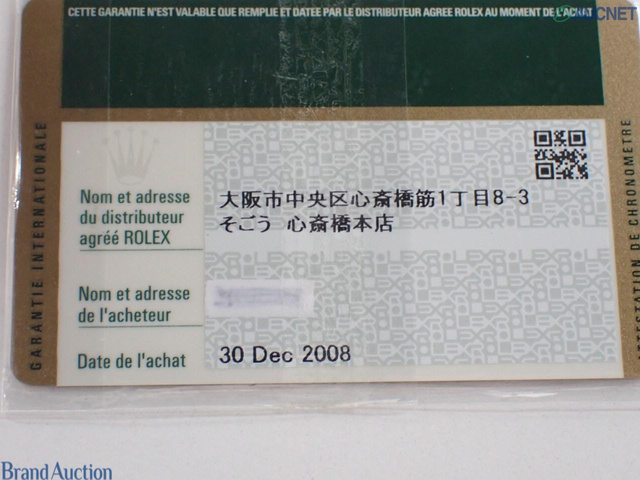 CETTE GARANTIE N'EST VALABLE QUE REMPLIE ET DATEE PAR LE DISTRIBUTEUR AGREE ROLEX AU MOMENT DE L'ACHAT
GARANTIE INTERNATIONALE
Nom et adresse
du distributeur
agréé ROLEX
大阪市中央区心斎橋筋1丁目8-3
そごう 心斎橋本店
Nom et adresse
de l'acheteur
Date de l'achat
30 Dec 2008
DE CHRONOMETRE
Brand Auction